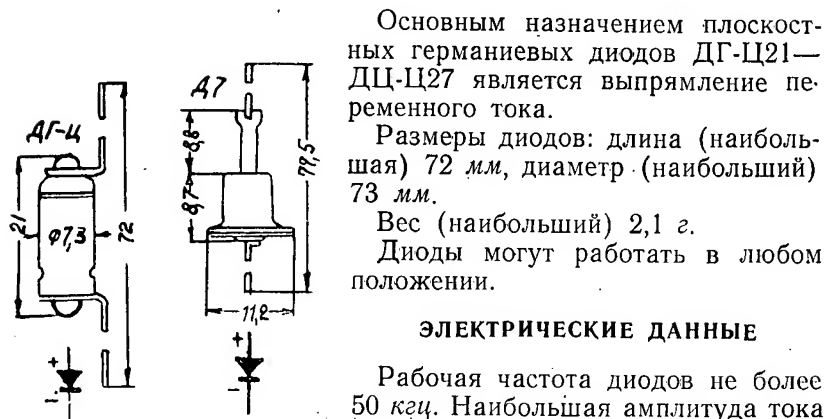 ДГ-Ц
21
Ф7,3
72
+
-
Д7
8,8
8,7
79,5
11,2
+
-
Основным назначением плоскост-
ных германиевых диодов ДГ-Ц21—
ДЦ-Ц27 является выпрямление пе-
ременного тока.
Размеры диодов: длина (наиболь-
шая) 72 мм, диаметр (наибольший)
73 мм.
Вес (наибольший) 2,1 г.
Диоды могут работать в любом
положении.
ЭЛЕКТРИЧЕСКИЕ ДАННЫЕ
Рабочая частота диодов не более
50 кгц. Наибольшая амплитуда тока